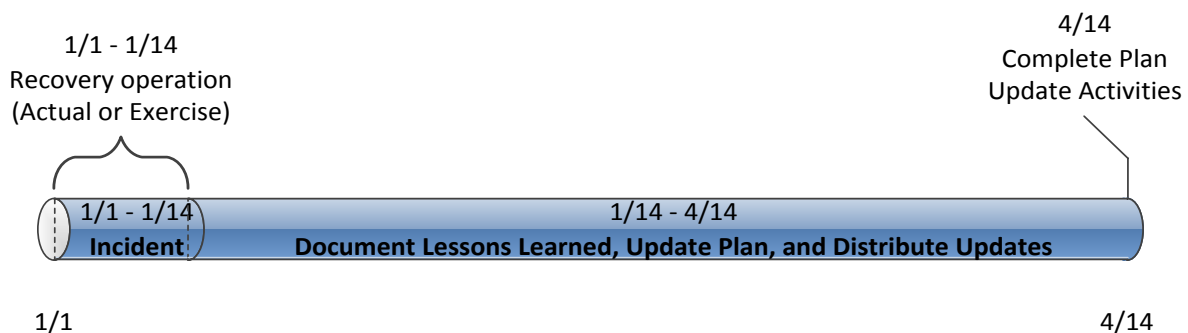 1/1 - 1/14
Recovery operation
(Actual or Exercise)
4/14
Complete Plan
Update Activities
1/1 - 1/14
Incident
1/14 - 4/14
Document Lessons Learned, Update Plan, and Distribute Updates
1/1
4/14